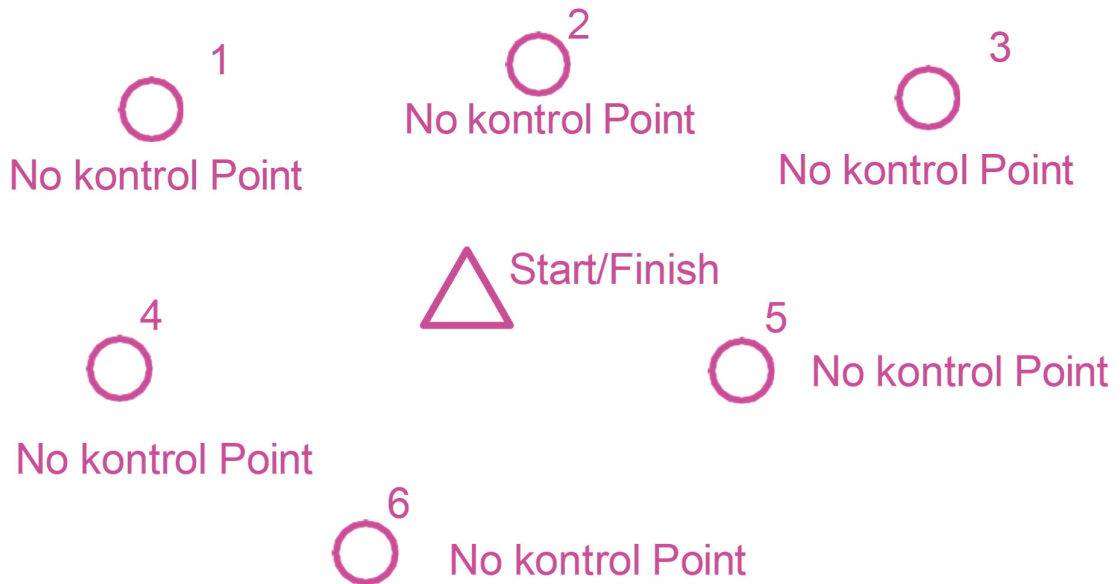 1
No kontrol Point
2
No kontrol Point
3
No kontrol Point
Start/Finish
4
No kontrol Point
5
No kontrol Point
6
No kontrol Point